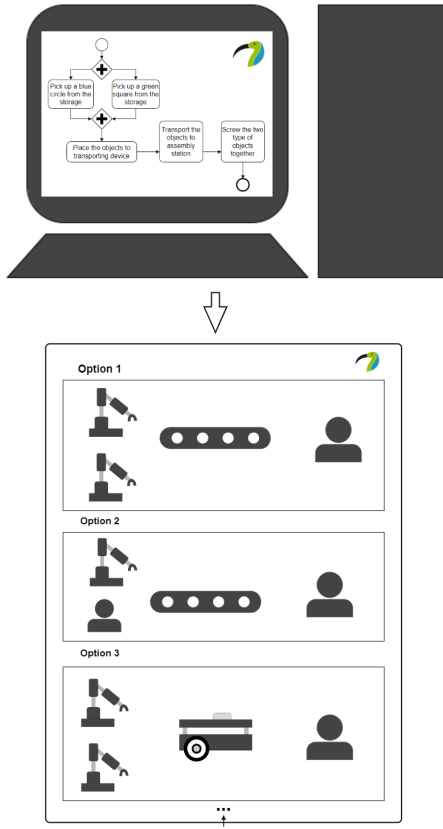 Pick up a blue
circle from the
storage
Pick up a green
square from the
storage
Place the objects to
transporting device
Transport the
objects to
assembly
station
Screw the two
type of
objects
together
Option 1
Option 2
Option 3
...